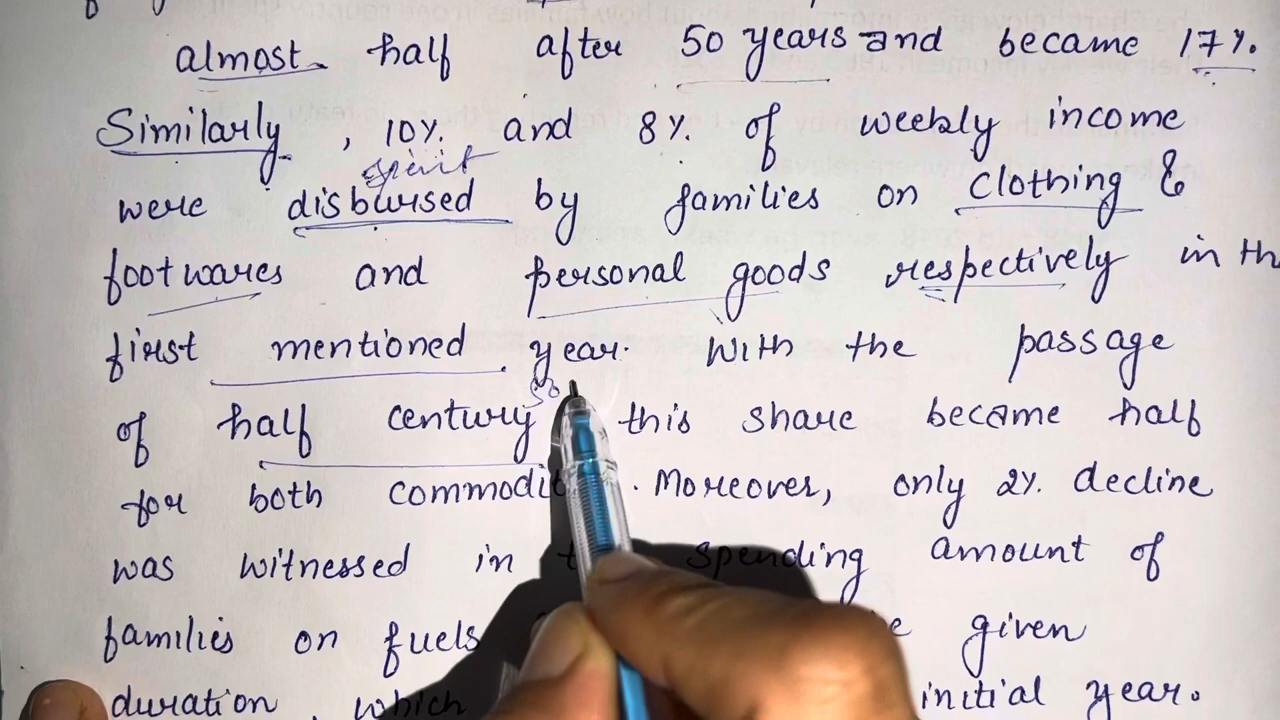 almost half after 50 years and became 17%.
Similarly, 10% and 8% of weekly income
spent
were disbursed by families on clothing &
footwares and personal goods respectively in th
first mentioned year. With the passage
50
of half century this share became half
for both . Moreover, only 2% decline
was witnessed in spending amount of
families on fuels given
duration, which initial year.